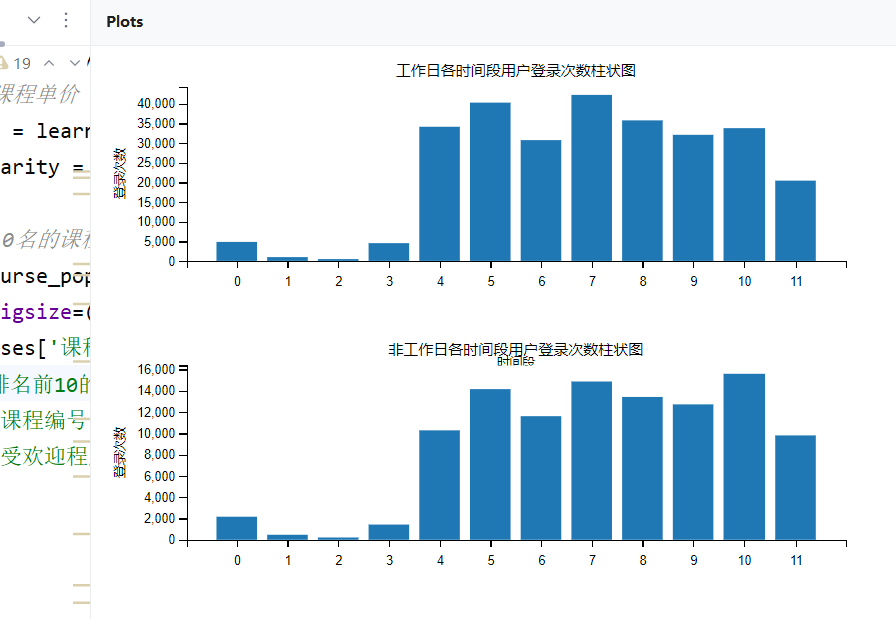 Plots
19
课程单价
= learn
arity =
0名的课程
urse_pop
igsize=(
ses['课程
排名前10的
课程编号
受欢迎程
工作日各时间段用户登录次数柱状图
登录次数
40,000
35,000
30,000
25,000
20,000
15,000
10,000
5,000
0
0 1 2 3 4 5 6 7 8 9 10 11
非工作日各时间段用户登录次数柱状图
时间段
登录次数
16,000
14,000
12,000
10,000
8,000
6,000
4,000
2,000
0
0 1 2 3 4 5 6 7 8 9 10 11